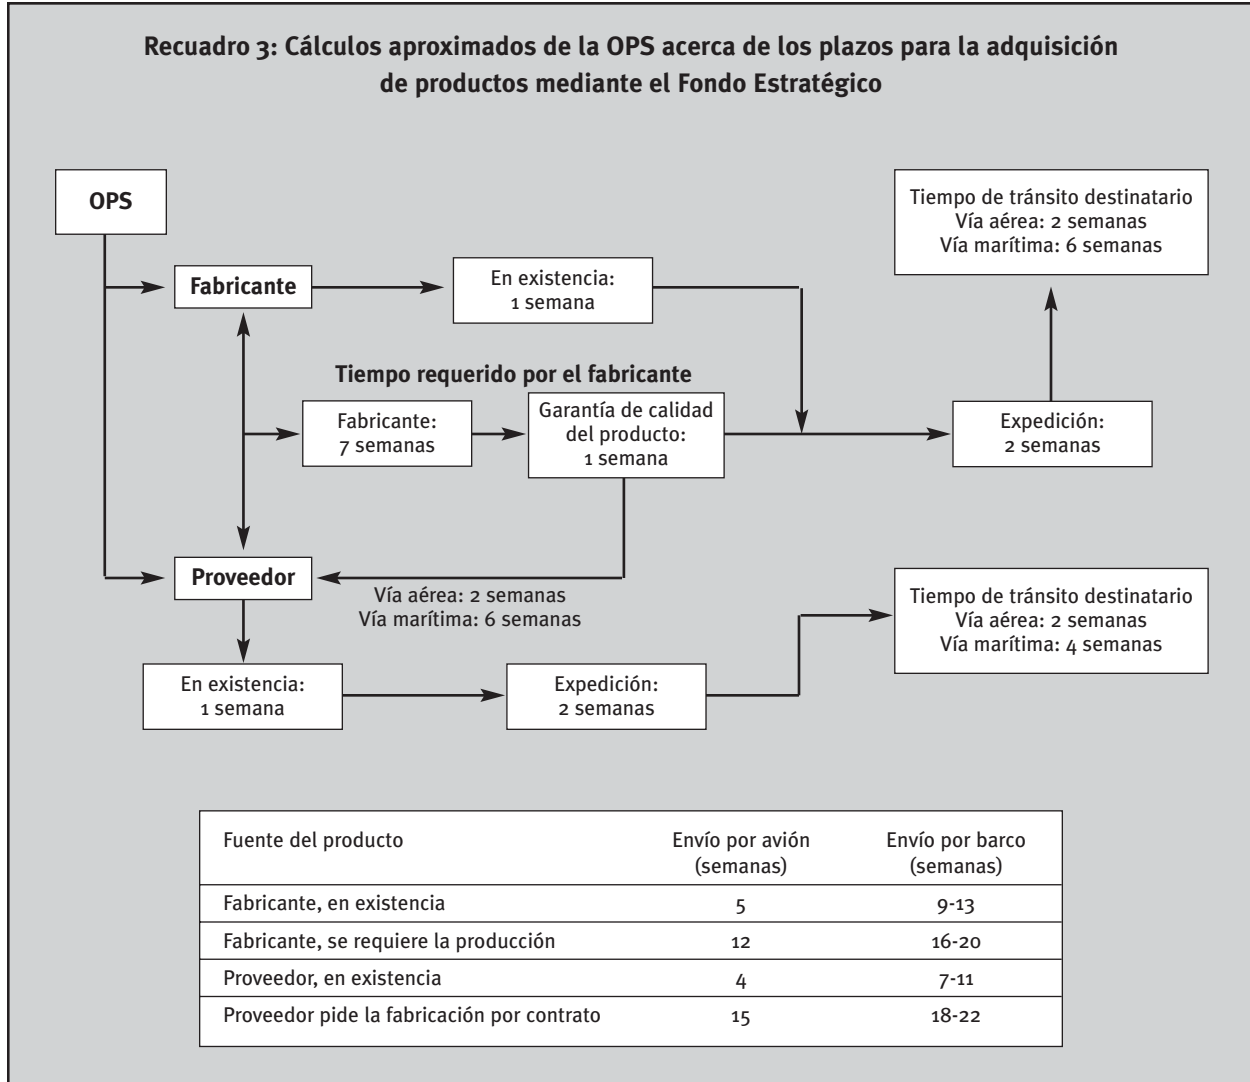 Recuadro 3: Cálculos aproximados de la OPS acerca de los plazos para la adquisición
de productos mediante el Fondo Estratégico
OPS
Tiempo de tránsito destinatario
Vía aérea: 2 semanas
Vía marítima: 6 semanas
Fabricante
En existencia:
1 semana
Tiempo requerido por el fabricante
Fabricante:
7 semanas
Garantía de calidad
del producto:
1 semana
Expedición:
2 semanas
Proveedor
Vía aérea: 2 semanas
Vía marítima: 6 semanas
Tiempo de tránsito destinatario
Vía aérea: 2 semanas
Vía marítima: 4 semanas
En existencia:
1 semana
Expedición:
2 semanas
Fuente del producto Envío por avión Envío por barco
(semanas) (semanas)
Fabricante, en existencia 5 9-13
Fabricante, se requiere la producción 12 16-20
Proveedor, en existencia 4 7-11
Proveedor pide la fabricación por contrato 15 18-22